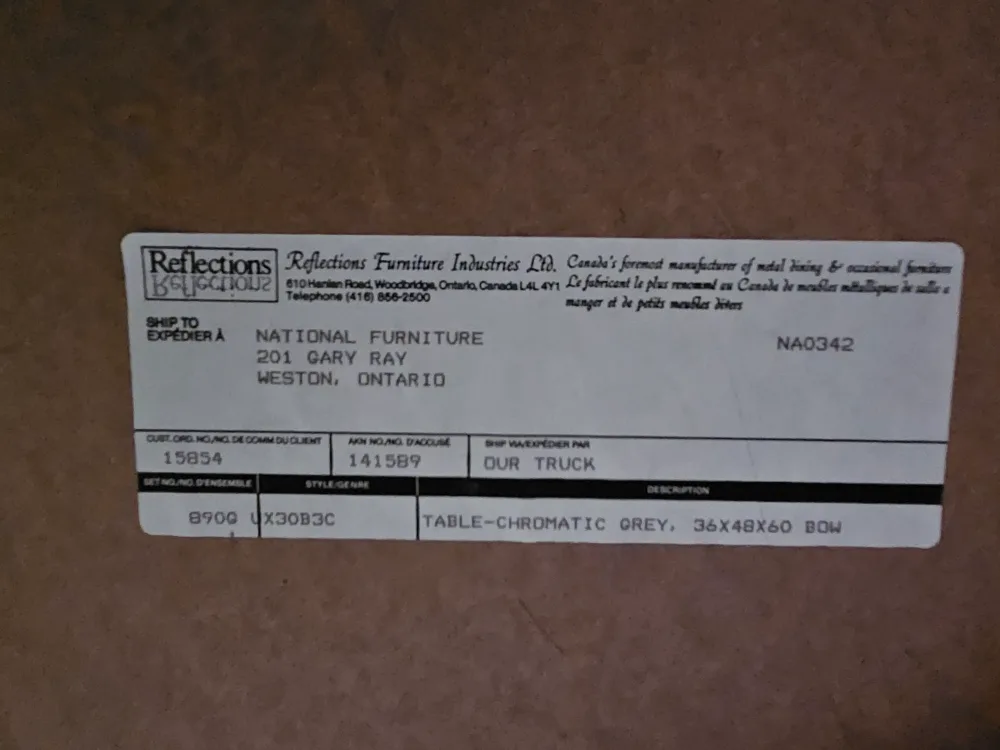 Reflections
Reflections Furniture Industries Ltd.
610 Hanlan Road, Woodbridge, Ontario, Canada L4L 4Y1
Telephone (416) 856-2500
Canada's foremost manufacturer of metal dining & occasional furniture
Le fabricant le plus renommé au Canada de meubles métalliques de salle a
manger et de petits meubles divers
SHIP TO
EXPÉDIER À
NATIONAL FURNITURE
201 GARY RAY
WESTON, ONTARIO
NA0342
CUST. ORD. NO./NO. DE COMM DU CLIENT
15854
AKN NO./NO. D'ACCUSÉ
141589
SHIP VIA/EXPÉDIER PAR
OUR TRUCK
SET NO./NO. D'ENSEMBLE
STYLE/GENRE
DESCRIPTION
890G UX30B3C
TABLE-CHROMATIC GREY, 36X48X60 BOW